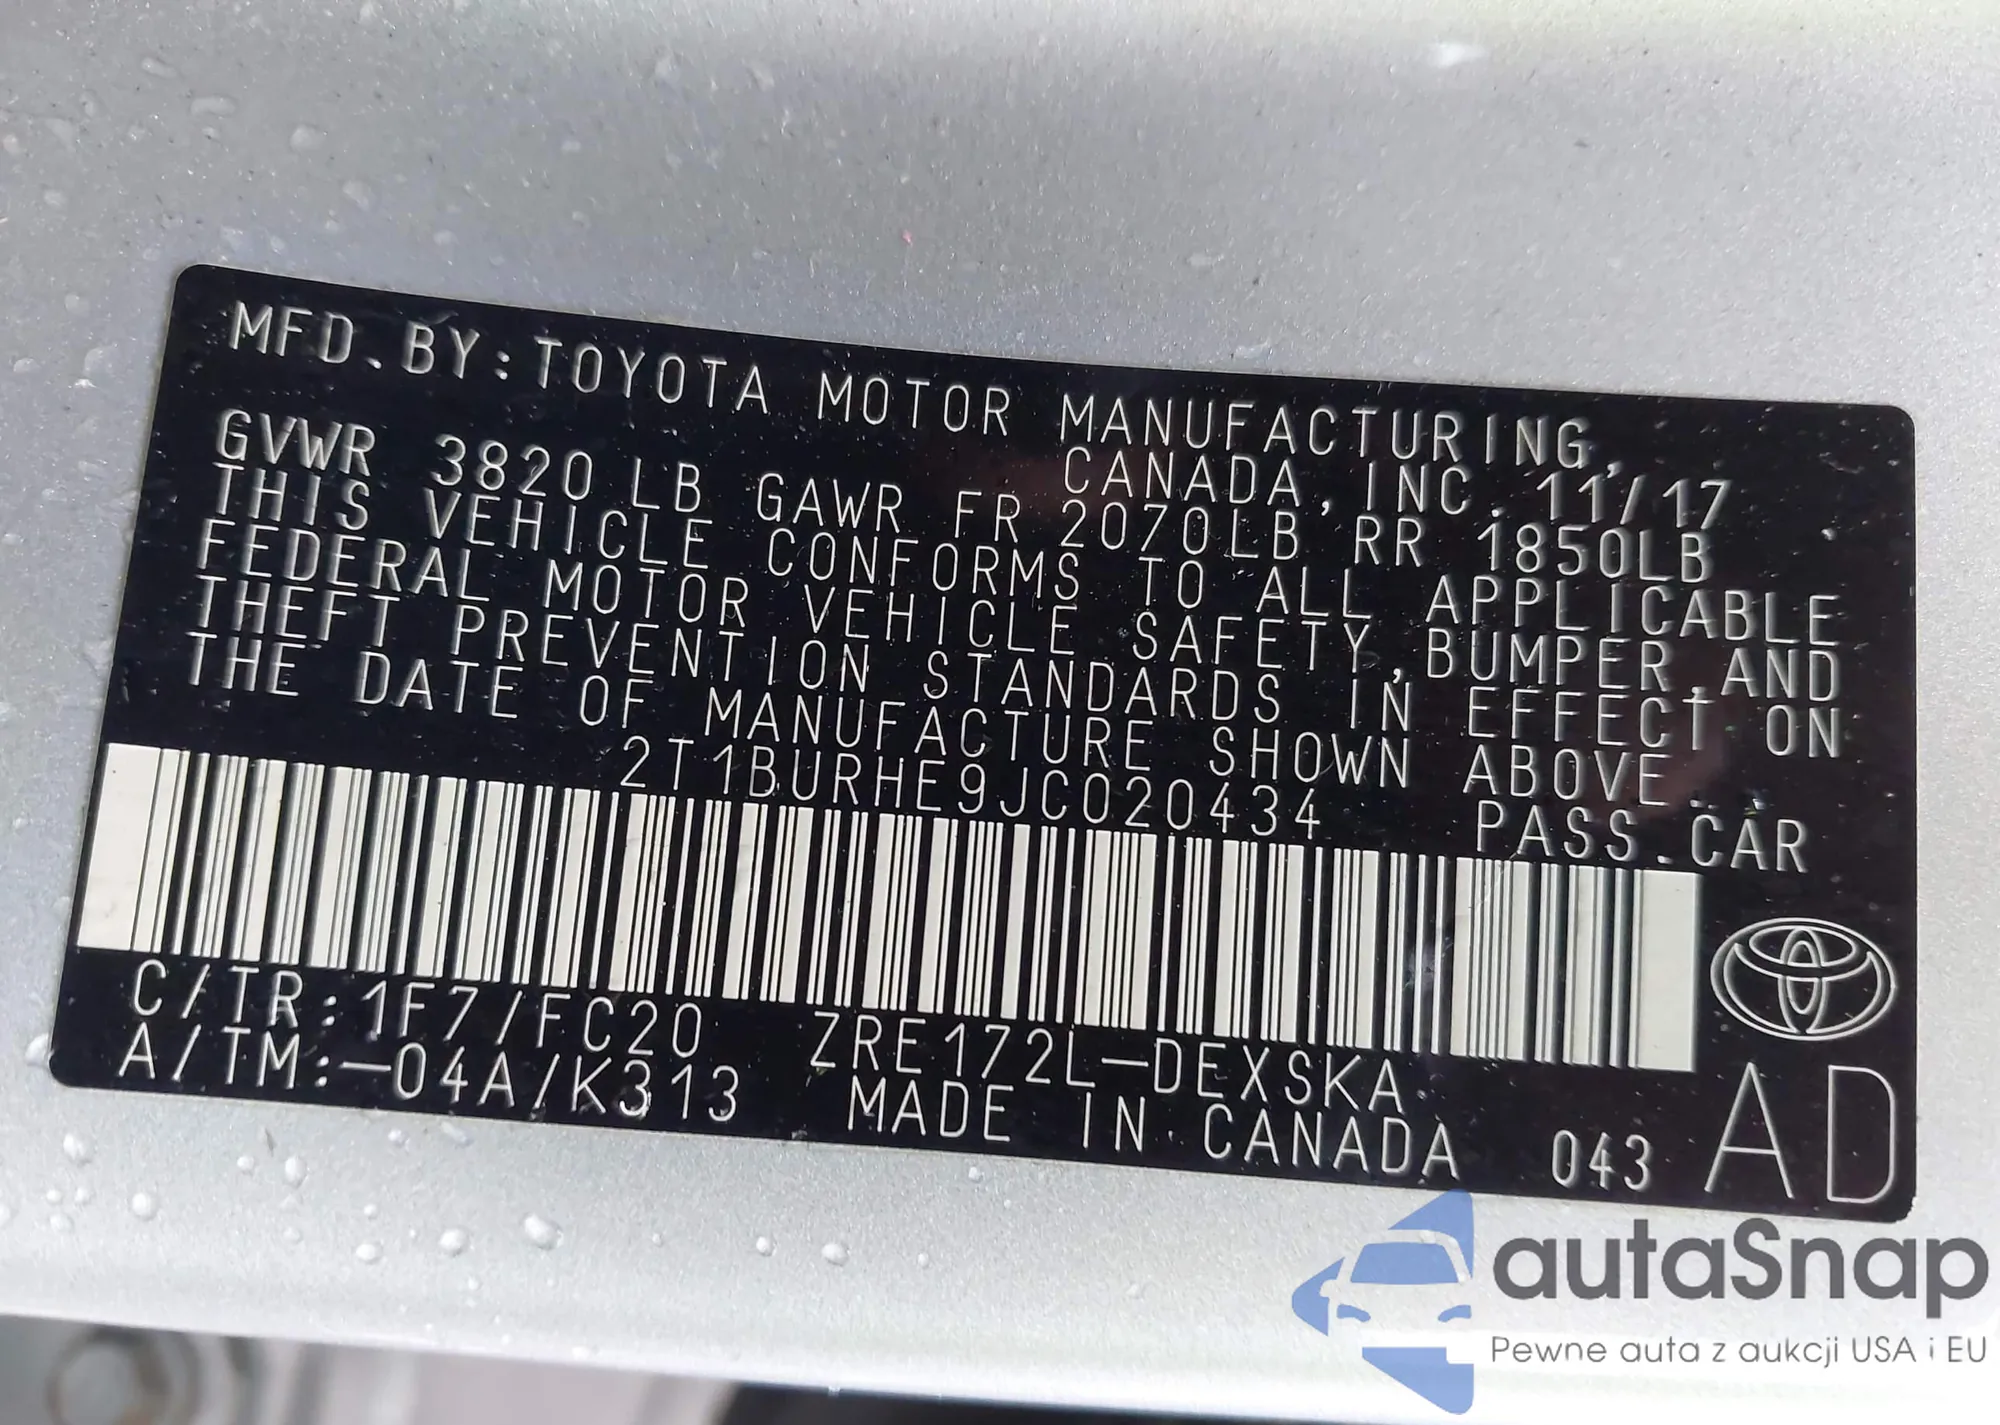 MFD.BY:TOYOTA MOTOR MANUFACTURING,
CANADA,INC. 11/17
GVWR 3820LB GAWR FR 2070LB RR 1850LB
THIS VEHICLE CONFORMS TO ALL APPLICABLE
FEDERAL MOTOR VEHICLE SAFETY,BUMPER,AND
THEFT PREVENTION STANDARDS IN EFFECT ON
THE DATE OF MANUFACTURE SHOWN ABOVE.
2T1BURHE9JC020434 PASS.CAR
C/TR:1F7/FC20 ZRE172L-DEXSKA
A/TM:-04A/K313 MADE IN CANADA 043 AD
autaSnap
Pewne auta z aukcji USA i EU